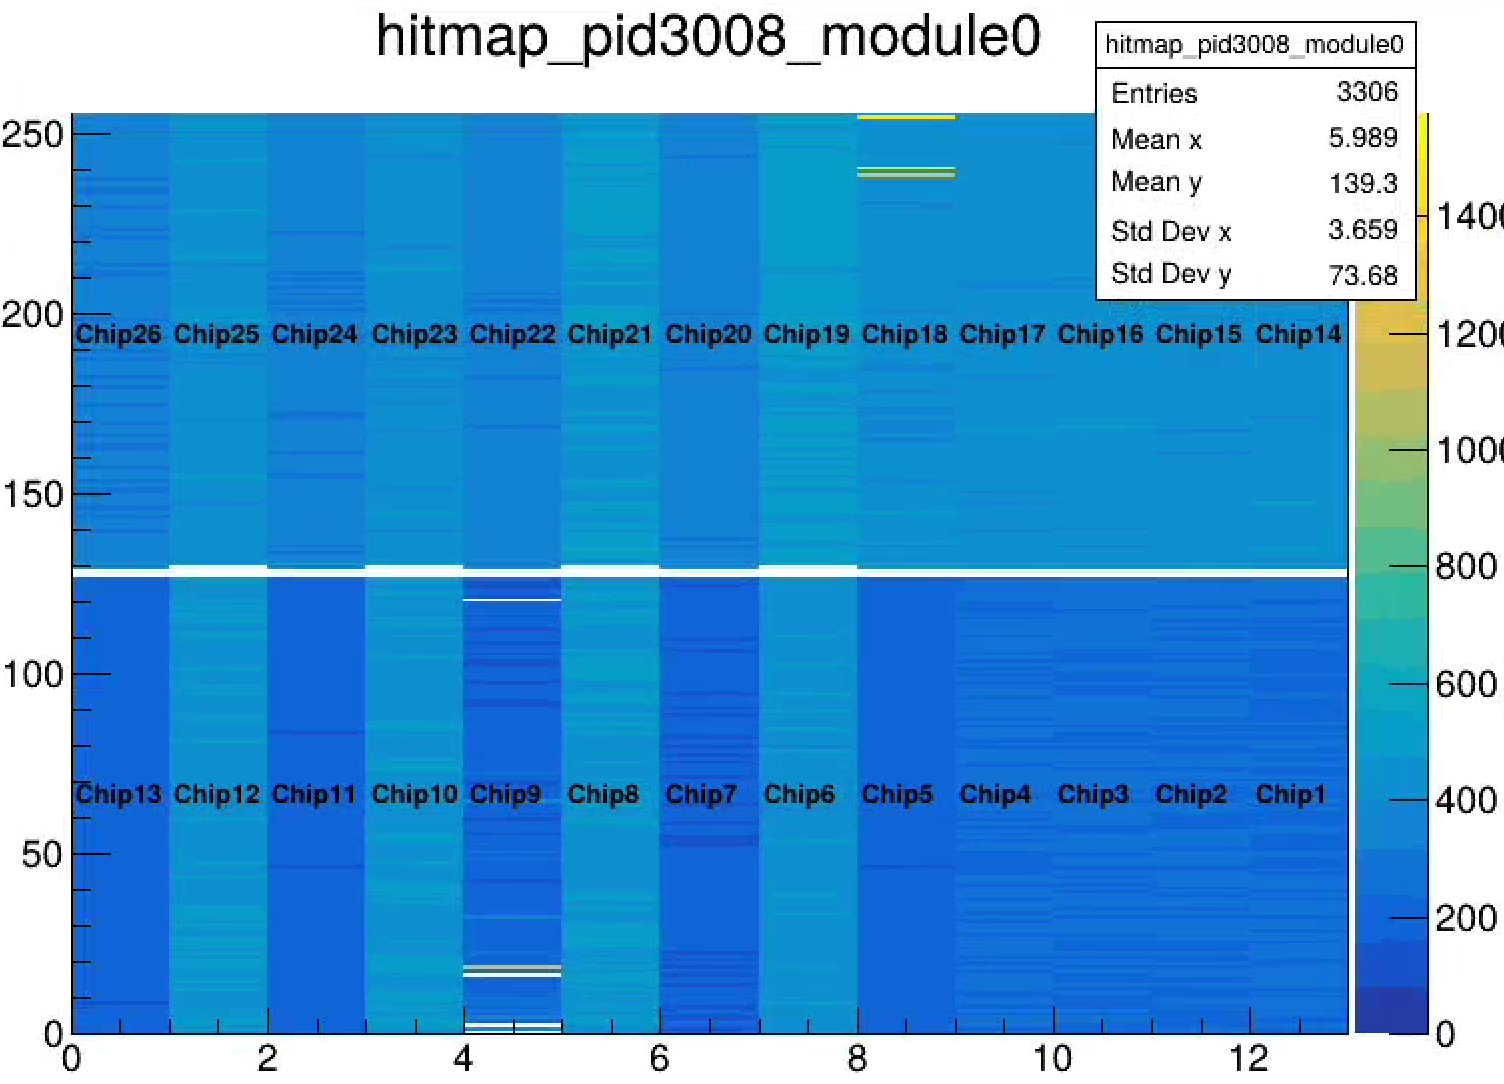 hitmap_pid3008_module0
hitmap_pid3008_module0
Entries 3306
Mean x 5.989
Mean y 139.3
Std Dev x 3.659
Std Dev y 73.68
250
200
150
100
50
0
Chip26 Chip25 Chip24 Chip23 Chip22 Chip21 Chip20 Chip19 Chip18 Chip17 Chip16 Chip15 Chip14
Chip13 Chip12 Chip11 Chip10 Chip9 Chip8 Chip7 Chip6 Chip5 Chip4 Chip3 Chip2 Chip1
0 2 4 6 8 10 12
1400
1200
1000
800
600
400
200
0